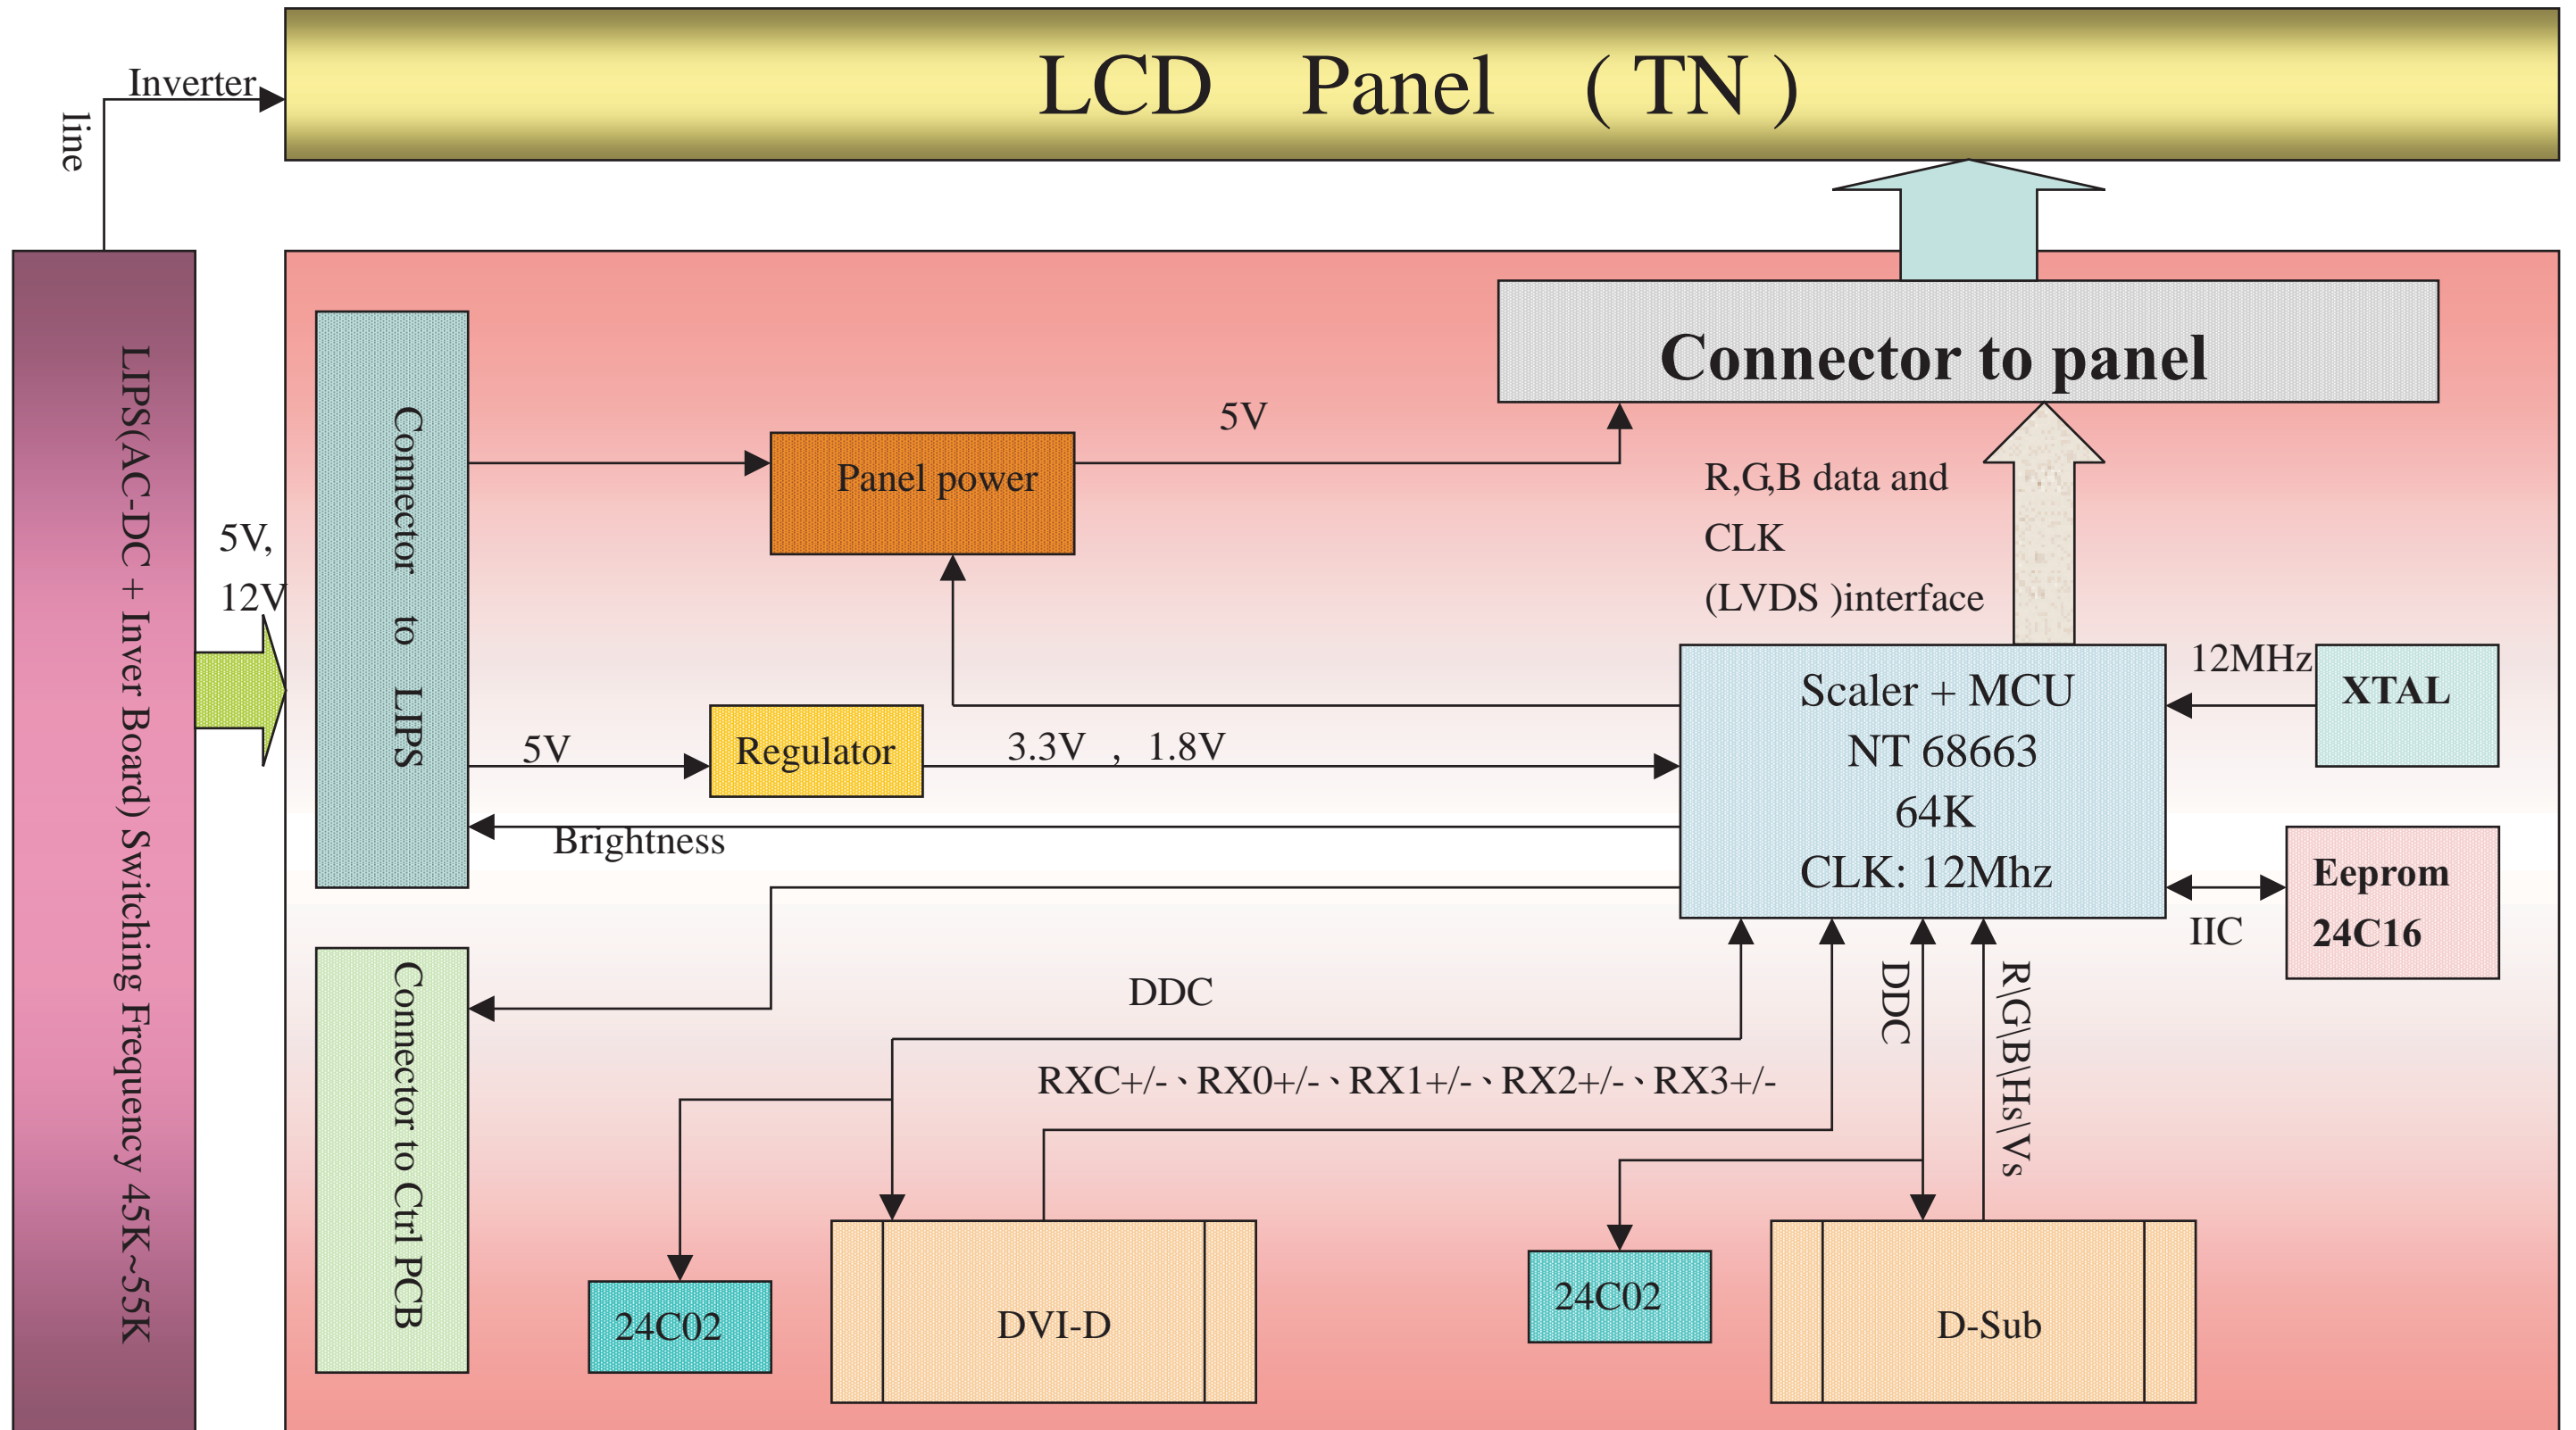 LCD Panel ( TN )
Inverter
line
LIPS(AC-DC + Inver Board) Switching Frequency 45K~55K
5V,
12V
Connector to LIPS
Connector to panel
Panel power
5V
R,G,B data and
CLK
(LVDS )interface
Scaler + MCU
NT 68663
64K
CLK: 12Mhz
12MHz
XTAL
5V
Regulator
3.3V , 1.8V
Brightness
Eeprom
24C16
IIC
Connector to Ctrl PCB
DDC
RXC+/-、RX0+/-、RX1+/-、RX2+/-、RX3+/-
DDC
R\G\B\Hs\Vs
24C02
DVI-D
24C02
D-Sub